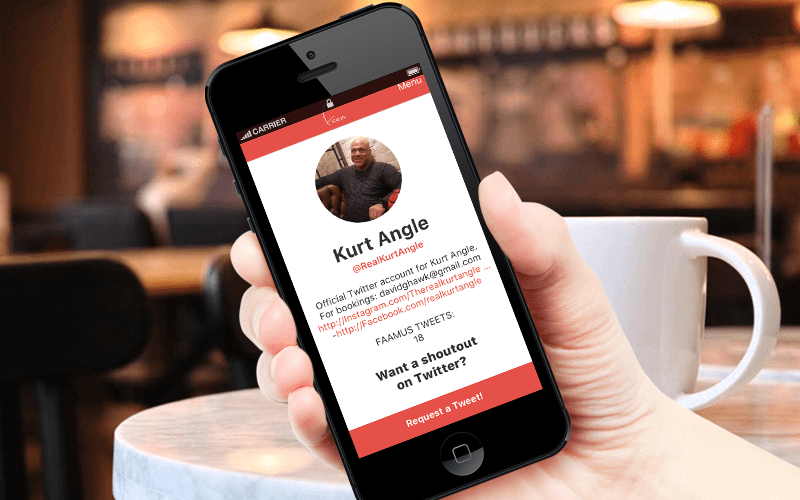 CARRIER
Menu
Kurt Angle
@RealKurtAngle
Official Twitter account for Kurt Angle.
For bookings: davidghawk@gmail.com
http://Instagram.com/Therealkurtangle ...
-http://Facebook.com/realkurtangle
FAAMUS TWEETS:
18
Want a shoutout
on Twitter?
Request a Tweet!